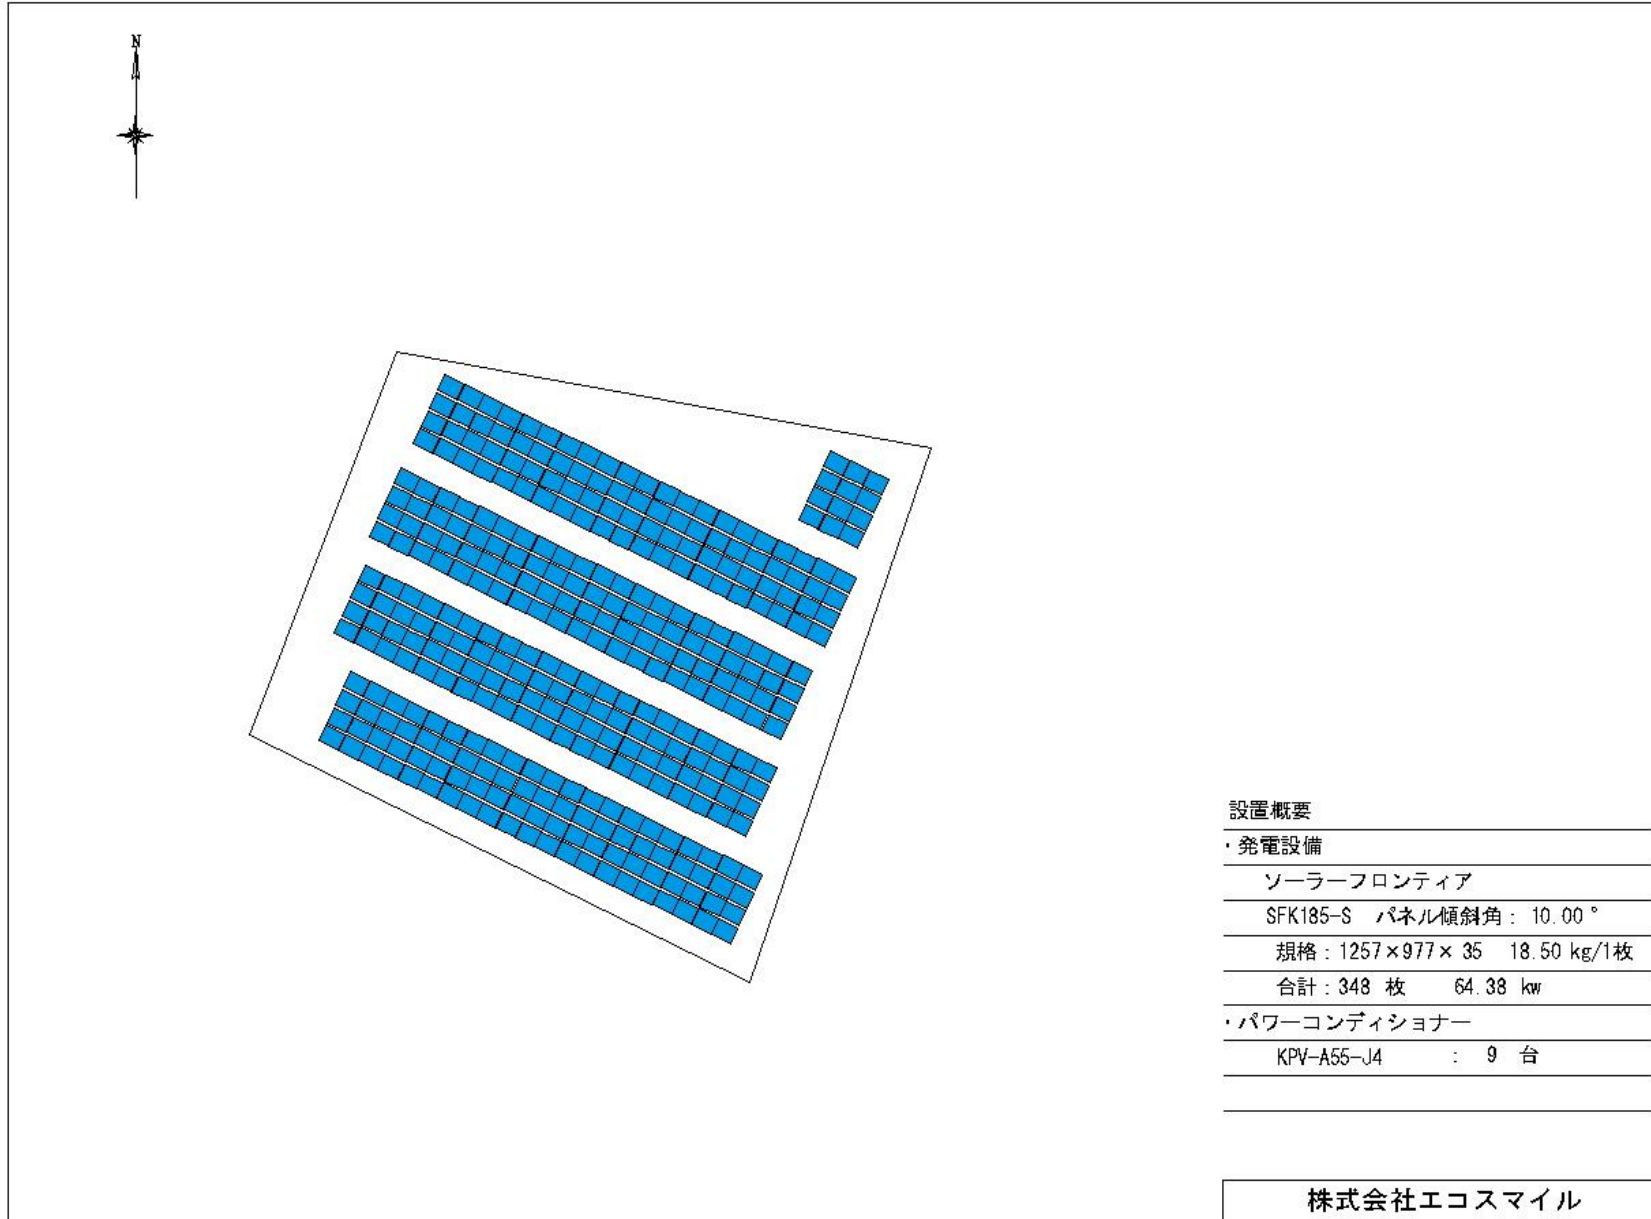 N
設置概要
・発電設備
ソーラーフロンティア
SFK185-S パネル傾斜角：10.00°
規格：1257×977×35 18.50 kg/1枚
合計：348 枚 64.38 kw
・パワーコンディショナー
KPV-A55-J4 ： 9 台
株式会社エコスマイル